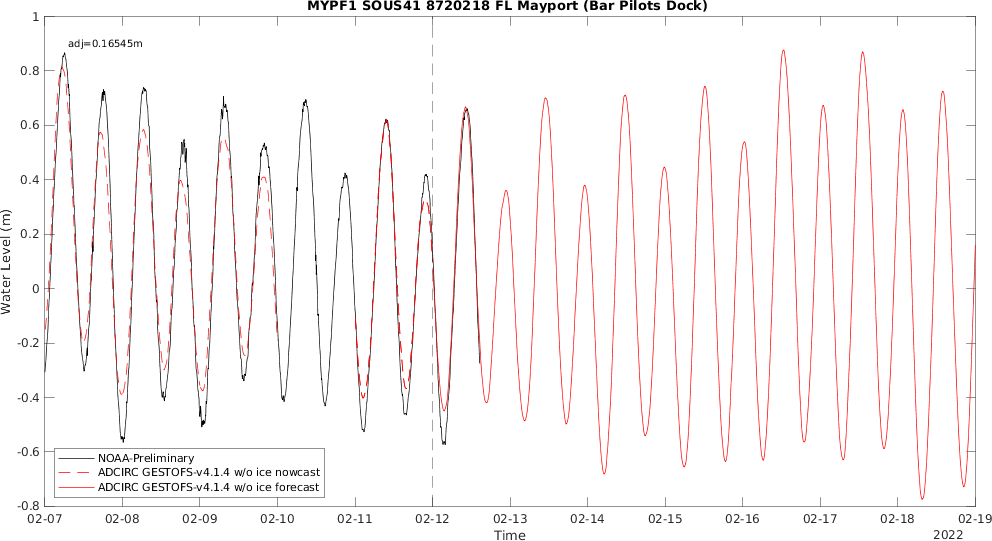 MYPF1 SOUS41 8720218 FL Mayport (Bar Pilots Dock)
adj=0.16545m
1
0.8
0.6
0.4
0.2
0
-0.2
-0.4
-0.6
-0.8
Water Level (m)
NOAA-Preliminary
ADCIRC GESTOFS-v4.1.4 w/o ice nowcast
ADCIRC GESTOFS-v4.1.4 w/o ice forecast
02-07 02-08 02-09 02-10 02-11 02-12 02-13 02-14 02-15 02-16 02-17 02-18 02-19
Time
2022